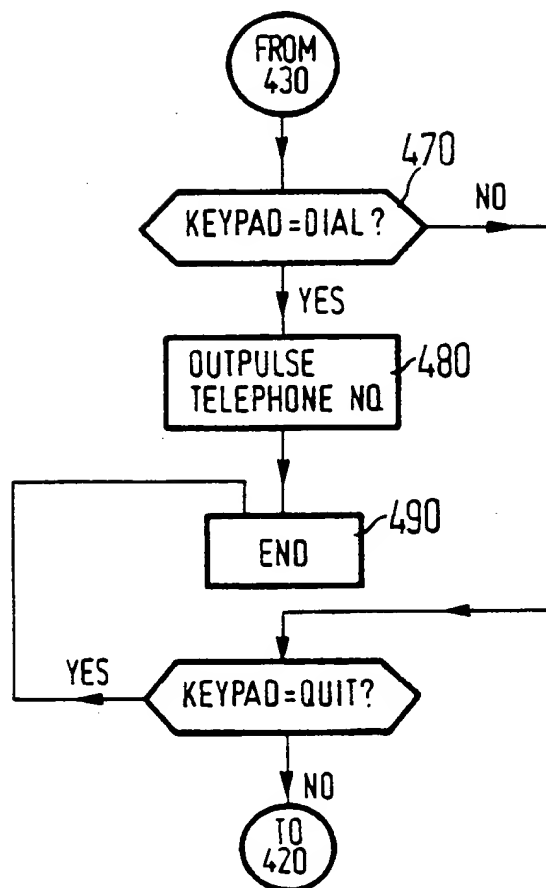 FROM
430
470
KEYPAD=DIAL?
NO
YES
OUTPULSE
TELEPHONE NO.
480
490
END
YES
KEYPAD=QUIT?
NO
TO
420